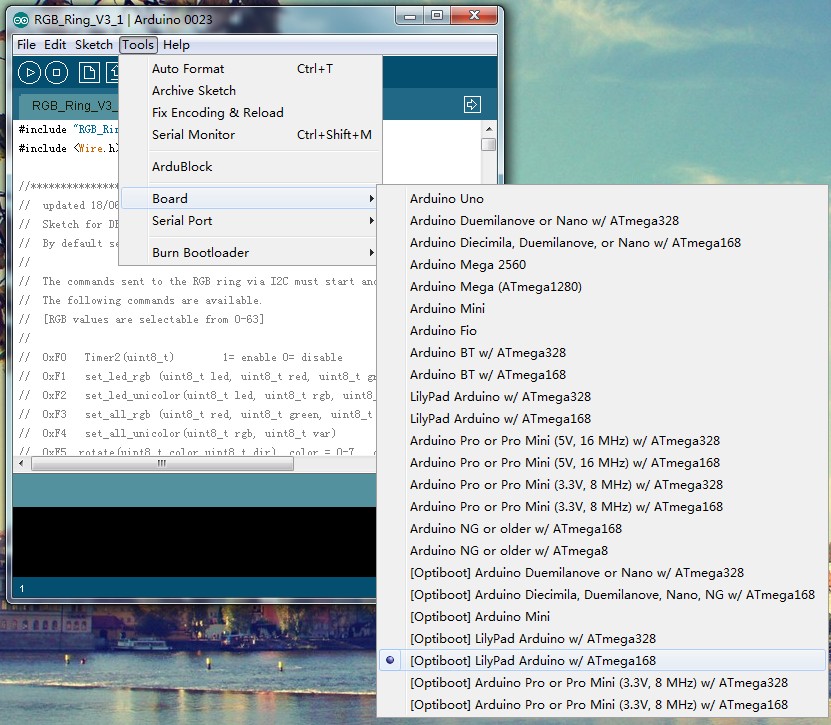 RGB_Ring_V3_1 | Arduino 0023
File Edit Sketch Tools Help
Auto Format Ctrl+T
Archive Sketch
Fix Encoding & Reload
Serial Monitor Ctrl+Shift+M
ArduBlock
Board
Serial Port
Burn Bootloader
RGB_Ring_V3_
#include "RGB_Rin
#include <Wire.h
//******************
// updated 18/0
// Sketch for D
// By default se
//
// The commands sent to the RGB ring via I2C must start and
// The following commands are available.
// [RGB values are selectable from 0-63]
//
// 0xF0 Timer2(uint8_t) 1= enable 0= disable
// 0xF1 set_led_rgb (uint8_t led, uint8_t red, uint8_t gr
// 0xF2 set_led_unicolor(uint8_t led, uint8_t rgb, uint8_
// 0xF3 set_all_rgb (uint8_t red, uint8_t green, uint8_t
// 0xF4 set_all_unicolor(uint8_t rgb, uint8_t var)
// 0xF5 rotate(uint8_t color,uint8_t dir) color = 0-7
1
Arduino Uno
Arduino Duemilanove or Nano w/ ATmega328
Arduino Diecimila, Duemilanove, or Nano w/ ATmega168
Arduino Mega 2560
Arduino Mega (ATmega1280)
Arduino Mini
Arduino Fio
Arduino BT w/ ATmega328
Arduino BT w/ ATmega168
LilyPad Arduino w/ ATmega328
LilyPad Arduino w/ ATmega168
Arduino Pro or Pro Mini (5V, 16 MHz) w/ ATmega328
Arduino Pro or Pro Mini (5V, 16 MHz) w/ ATmega168
Arduino Pro or Pro Mini (3.3V, 8 MHz) w/ ATmega328
Arduino Pro or Pro Mini (3.3V, 8 MHz) w/ ATmega168
Arduino NG or older w/ ATmega168
Arduino NG or older w/ ATmega8
[Optiboot] Arduino Duemilanove or Nano w/ ATmega328
[Optiboot] Arduino Diecimila, Duemilanove, Nano, NG w/ ATmega168
[Optiboot] Arduino Mini
[Optiboot] LilyPad Arduino w/ ATmega328
[Optiboot] LilyPad Arduino w/ ATmega168
[Optiboot] Arduino Pro or Pro Mini (3.3V, 8 MHz) w/ ATmega328
[Optiboot] Arduino Pro or Pro Mini (3.3V, 8 MHz) w/ ATmega168